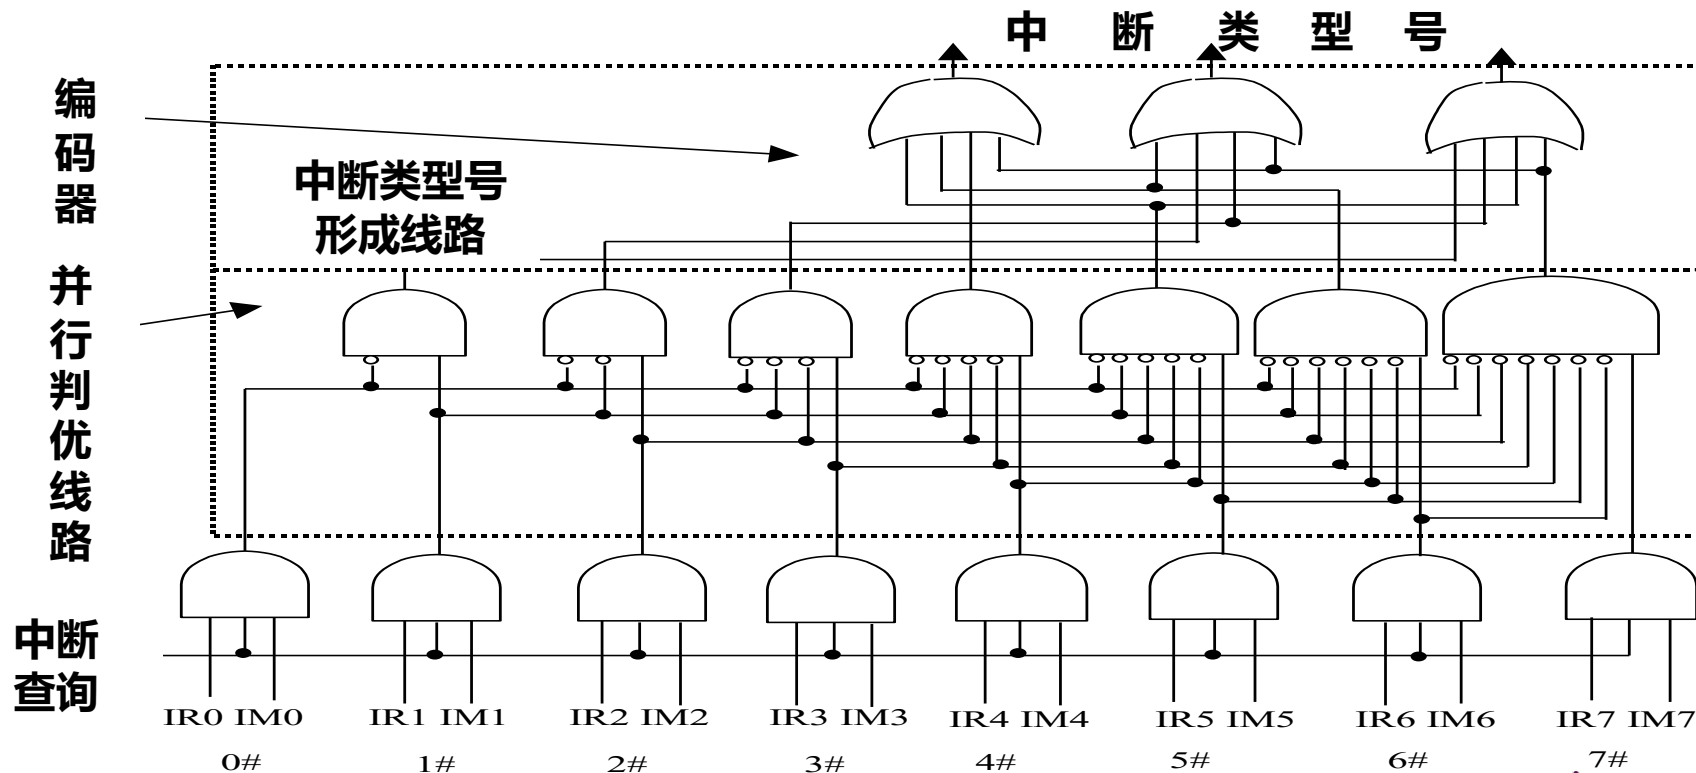 中断类型号
编码器
中断类型号
形成线路
并行判优线路
中断
查询
IR0 IM0
IR1 IM1
IR2 IM2
IR3 IM3
IR4 IM4
IR5 IM5
IR6 IM6
IR7 IM7
0#
1#
2#
3#
4#
5#
6#
7#